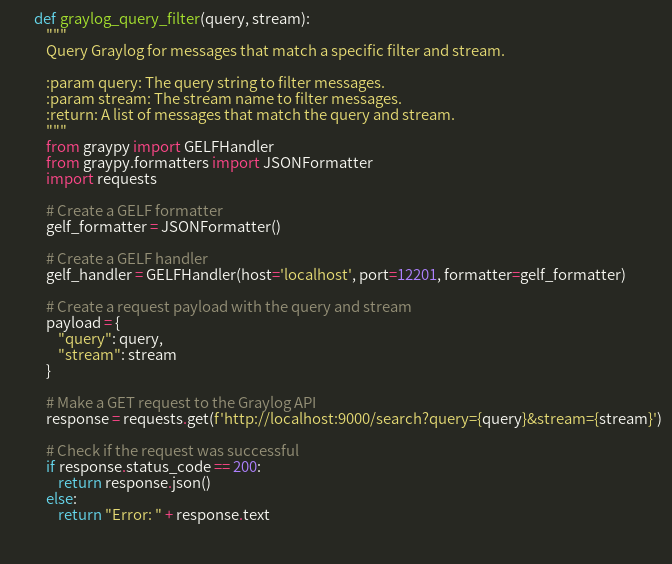 def graylog_query_filter(query, stream):
"""
Query Graylog for messages that match a specific filter and stream.
:param query: The query string to filter messages.
:param stream: The stream name to filter messages.
:return: A list of messages that match the query and stream.
"""
from graypy import GELFHandler
from graypy.formatters import JSONFormatter
import requests
# Create a GELF formatter
gelf_formatter = JSONFormatter()
# Create a GELF handler
gelf_handler = GELFHandler(host='localhost', port=12201, formatter=gelf_formatter)
# Create a request payload with the query and stream
payload = {
"query": query,
"stream": stream
}
# Make a GET request to the Graylog API
response = requests.get(f'http://localhost:9000/search?query={query}&stream={stream}')
# Check if the request was successful
if response.status_code == 200:
return response.json()
else:
return "Error: " + response.text